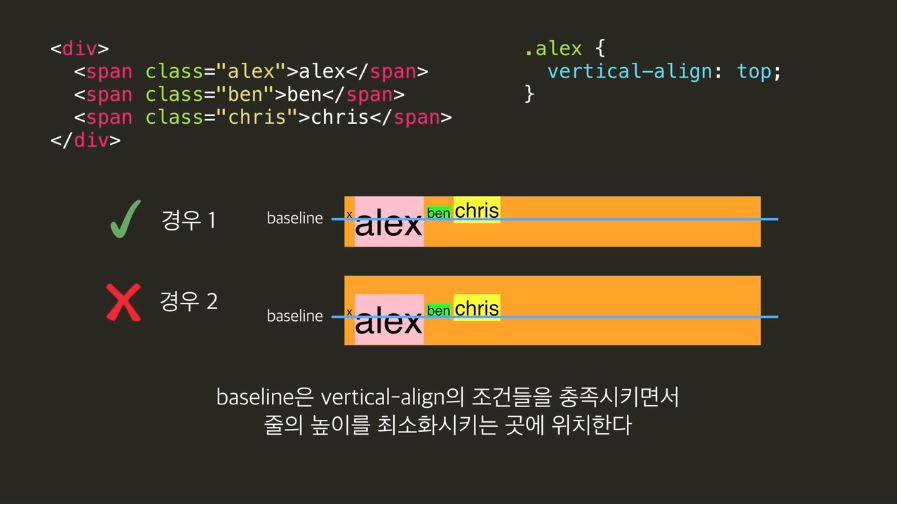 <div>
  <span class="alex">alex</span>
  <span class="ben">ben</span>
  <span class="chris">chris</span>
</div>
.alex {
  vertical-align: top;
}
경우 1
baseline
x alex ben chris
경우 2
baseline
x alex ben chris
baseline은 vertical-align의 조건들을 충족시키면서
줄의 높이를 최소화시키는 곳에 위치한다